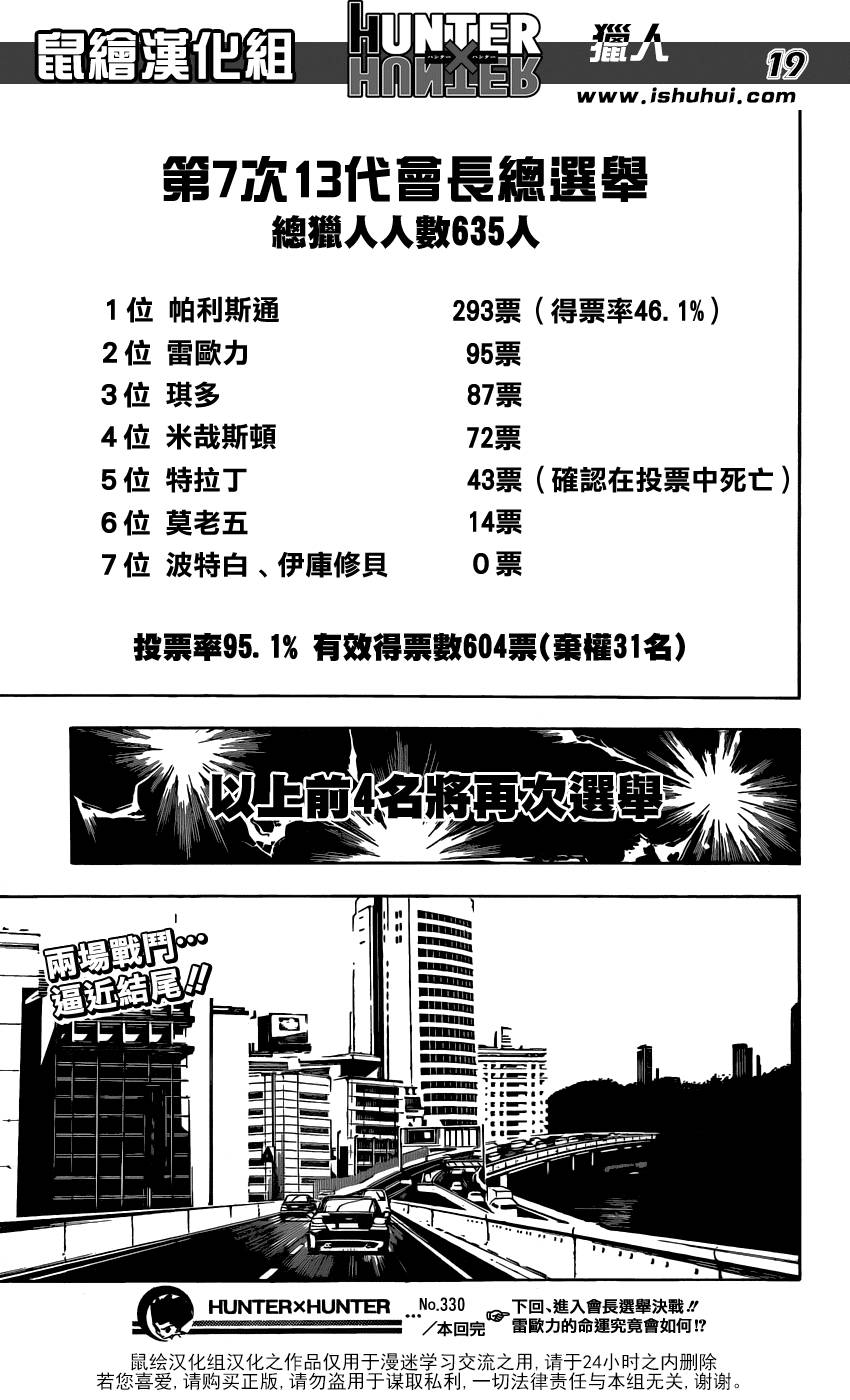 鼠繪漢化組
HUNTER×HUNTER
ハンター×ハンター
獵人
19
www.ishuhui.com
第7次13代會長總選舉
總獵人人數635人
1位 帕利斯通 293票(得票率46.1%)
2位 雷歐力 95票
3位 琪多 87票
4位 米哉斯頓 72票
5位 特拉丁 43票(確認在投票中死亡)
6位 莫老五 14票
7位 波特白、伊庫修貝 0票
投票率95.1% 有效得票數604票(棄權31名)
以上前4名將再次選舉
兩場戰鬥…
逼近結尾!!
HUNTER×HUNTER
…No.330
/本回完
☞下回、進入會長選舉決戰!!
雷歐力的命運究竟會如何!?
鼠绘汉化组汉化之作品仅用于漫迷学习交流之用, 请于24小时之内删除
若您喜爱, 请购买正版, 请勿盗用于谋取私利, 一切法律责任与本组无关, 谢谢。